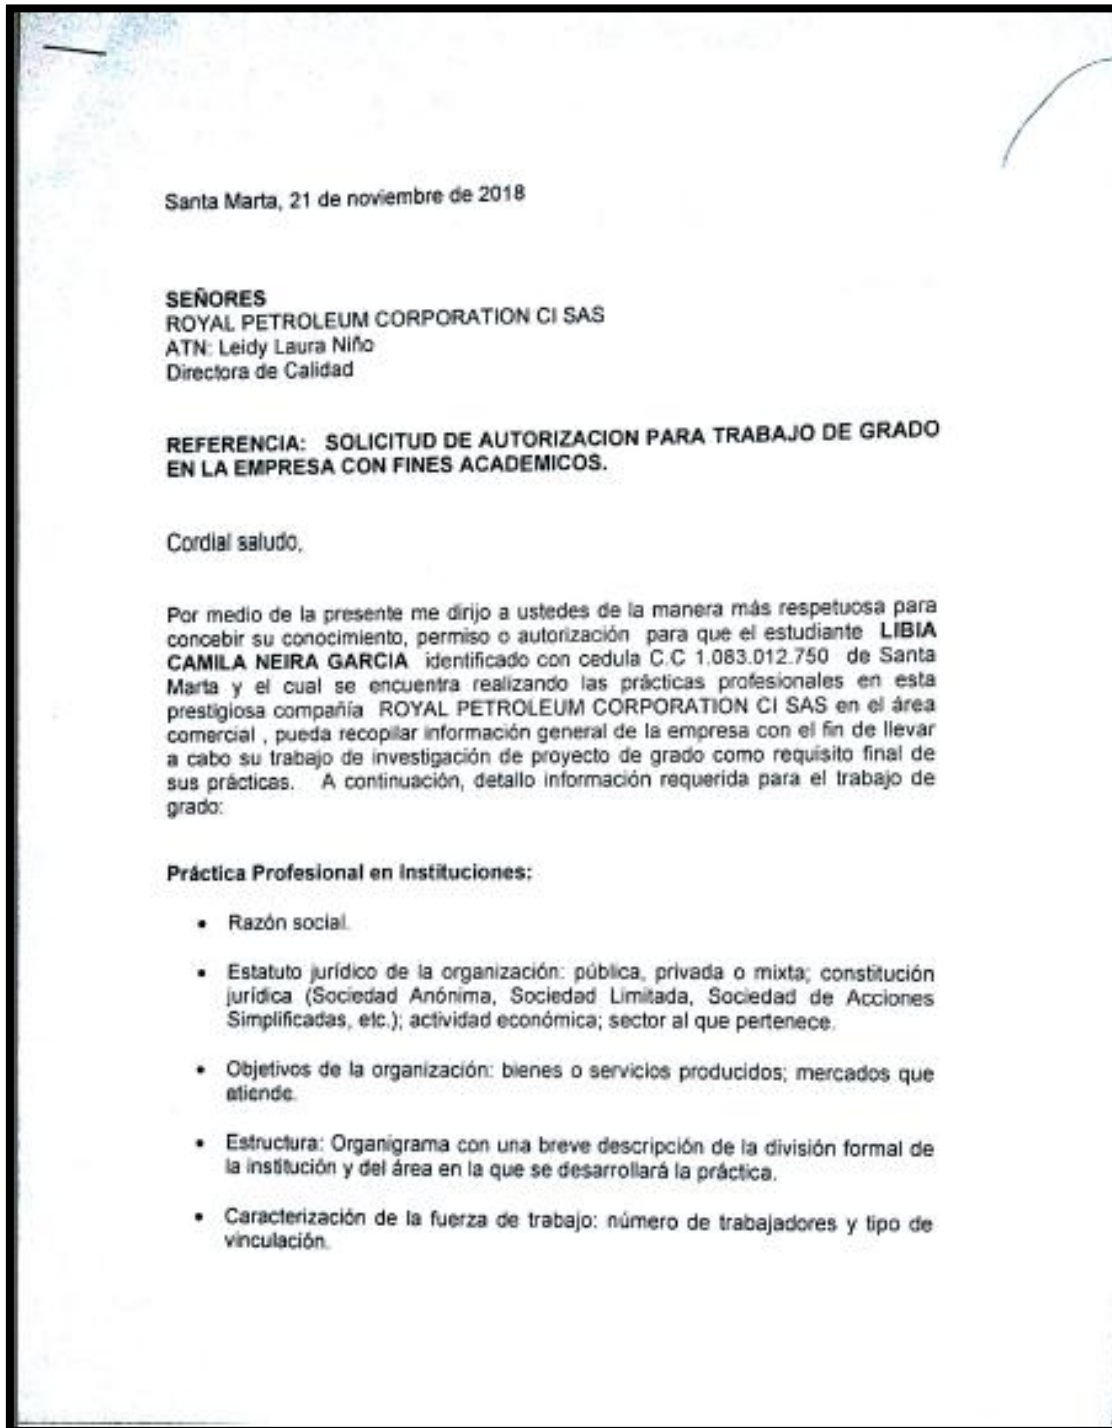 Santa Marta, 21 de noviembre de 2018
SEÑORES
ROYAL PETROLEUM CORPORATION CI SAS
ATN: Leidy Laura Niño
Directora de Calidad
REFERENCIA: SOLICITUD DE AUTORIZACION PARA TRABAJO DE GRADO
EN LA EMPRESA CON FINES ACADEMICOS.
Cordial saludo,
Por medio de la presente me dirijo a ustedes de la manera más respetuosa para
concebir su conocimiento, permiso o autorización para que el estudiante LIBIA
CAMILA NEIRA GARCIA identificado con cedula C.C 1.083.012.750 de Santa
Marta y el cual se encuentra realizando las prácticas profesionales en esta
prestigiosa compañía ROYAL PETROLEUM CORPORATION CI SAS en el área
comercial , pueda recopilar información general de la empresa con el fin de llevar
a cabo su trabajo de investigación de proyecto de grado como requisito final de
sus prácticas. A continuación, detallo información requerida para el trabajo de
grado:
Práctica Profesional en Instituciones:
• Razón social.
• Estatuto jurídico de la organización: pública, privada o mixta; constitución
jurídica (Sociedad Anónima, Sociedad Limitada, Sociedad de Acciones
Simplificadas, etc.); actividad económica; sector al que pertenece.
• Objetivos de la organización: bienes o servicios producidos; mercados que
atiende.
• Estructura: Organigrama con una breve descripción de la división formal de
la institución y del área en la que se desarrollará la práctica.
• Caracterización de la fuerza de trabajo: número de trabajadores y tipo de
vinculación.